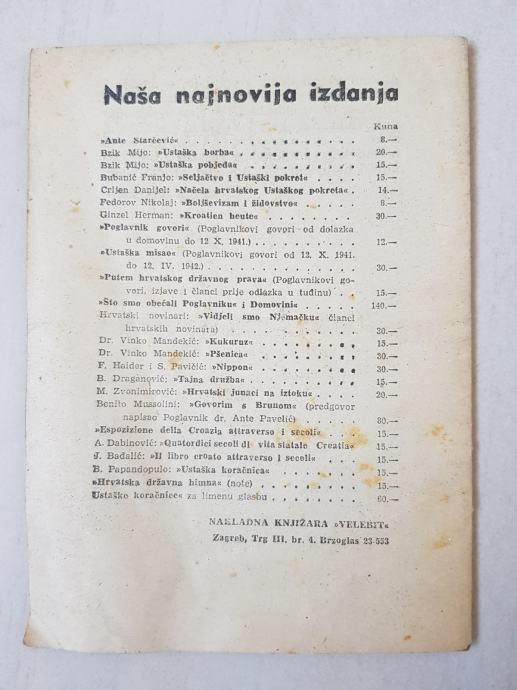 Naša najnovija izdanja
Kuna
»Ante Starčević« . . . . . . . . . . . . 8.—
Bzik Mijo: »Ustaška borba« . . . . . . . . 20.—
Bzik Mijo: »Ustaška pobjeda« . . . . . . . 15.—
Bubanić Franjo: »Seljačtvo i Ustaški pokret« . . . 15.—
Crljen Danijel: »Načela hrvatskog Ustaškog pokreta« . 14.—
Fedorov Nikolaj: »Boljševizam i židovstvo« . . . . 8.—
Ginzel Herman: »Kroatien heute« . . . . . . . 30.—
»Poglavnik govori« (Poglavnikovi govori od dolazka
u domovinu do 12 X. 1941.) . . . . . . . . 12.—
»Ustaška misao« (Poglavnikovi govori od 12. X. 1941.
do 12. IV. 1942.) . . . . . . . . . . . 30.—
»Putem hrvatskog državnog prava« (Poglavnikovi go-
vori, izjave i članci prije odlazka u tuđinu) . . . 15.—
»Što smo obećali Poglavniku i Domovini« . . . . 140.—
Hrvatski novinari: »Vidjeli smo Njemačku« članci
hrvatskih novinara) . . . . . . . . . . 30.—
Dr. Vinko Mandekić: »Kukuruz« . . . . . . . 15.—
Dr. Vinko Mandekić: »Pšenica« . . . . . . . 30.—
F. Haider i S. Pavičić: »Nippon« . . . . . . . 30.—
B. Draganović: »Tajna družba« . . . . . . . 15.—
M. Zvonimirović: »Hrvatski junaci na iztoku« . . . 20.—
Benito Mussolini: »Govorim s Brunom« (predgovor
napisao Poglavnik dr. Ante Pavelić) . . . . . 80.—
»Espozizione della Croazia attraverso i secoli« . . . 15.—
A. Dabinović: »Quatordici secoli di vita statale Croatia« 15.—
J. Badalić: »Il libro croato attraverso i secoli« . . . 15.—
B. Papandopulo: »Ustaška koračnica« . . . . . 15.—
»Hrvatska državna himna« (note) . . . . . . . 15.—
Ustaške koračnice« za limenu glasbu . . . . . . 60.—
NAKLADNA KNJIŽARA »VELEBIT«
Zagreb, Trg III, br. 4. Brzoglas 23-553